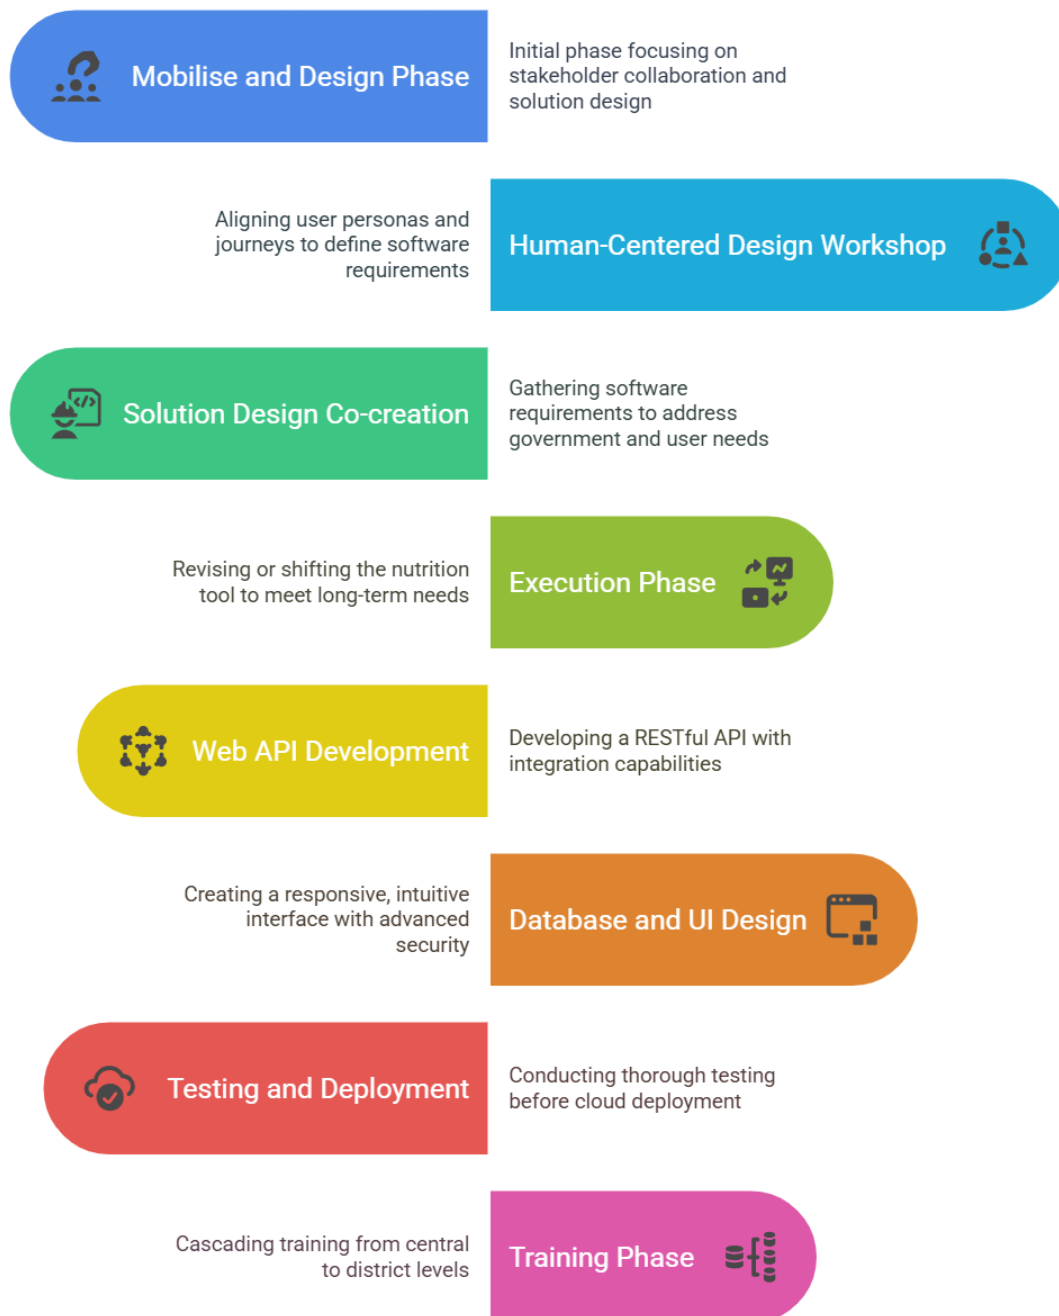 Mobilise and Design Phase
Initial phase focusing on
stakeholder collaboration and
solution design
Aligning user personas and
journeys to define software
requirements
Human-Centered Design Workshop
Solution Design Co-creation
Gathering software
requirements to address
government and user needs
Revising or shifting the nutrition
tool to meet long-term needs
Execution Phase
Web API Development
Developing a RESTful API with
integration capabilities
Creating a responsive, intuitive
interface with advanced
security
Database and UI Design
Testing and Deployment
Conducting thorough testing
before cloud deployment
Cascading training from central
to district levels
Training Phase